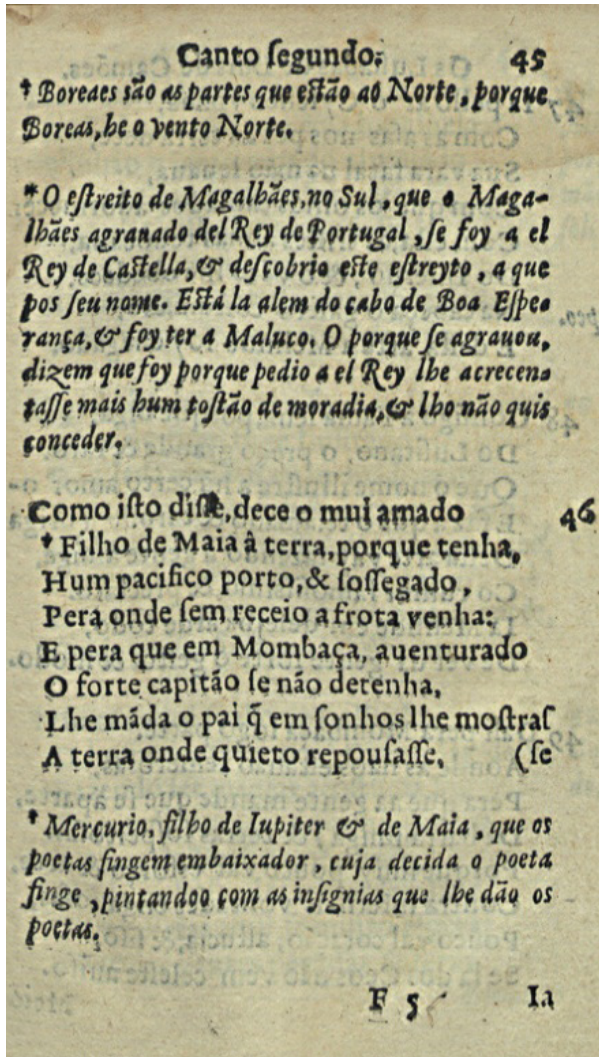 Canto ſegundo. 45
* Boreaes ſão as partes que eſtão ao Norte, porque
Boreas, he o vento Norte.
* O eſtreito de Magalhães, no Sul, que o Maga-
lhães agrauado del Rey de Portugal, ſe foy a el
Rey de Caſtella, & deſcobrio eſte eſtreyto, a que
pos ſeu nome. Eſtá la alem do cabo de Boa Eſpe-
rança, & foy ter a Maluco. O porque ſe agrauou,
dizem que foy porque pedio a el Rey lhe acrecen-
taſſe mais hum toſtão de moradia, & lho não quis
conceder.
Como iſto diſſe, dece o mui amado 46
* Filho de Maia â terra, porque tenha,
Hum pacifico porto, & ſoſſegado,
Pera onde ſem receio a frota venha:
E pera que em Mombaça, auenturado
O forte capitão ſe não detenha,
Lhe mãda o pai q̃ em ſonhos lhe moſtraſ
A terra onde quieto repouſaſſe. (ſe
* Mercurio, filho de Iupiter & de Maia, que os
poetas fingem embaixador, cuja decida o poeta
finge, pintandoo com as inſignias que lhe dão os
poetas.
F 5 Ia